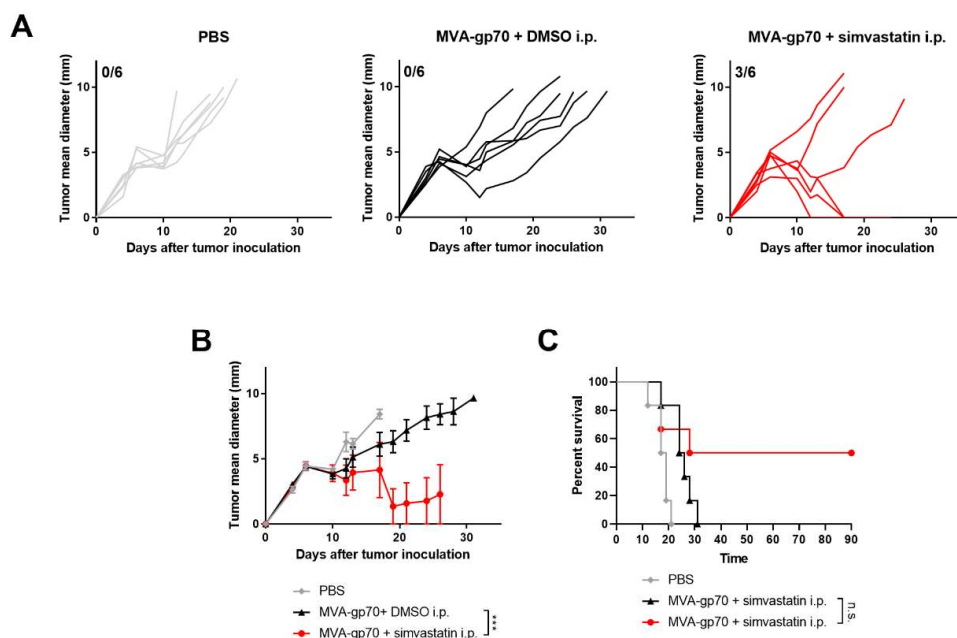 A
PBS
MVA-gp70 + DMSO i.p.
MVA-gp70 + simvastatin i.p.
Tumor mean diameter (mm)
10
5
0
0/6
0 10 20 30
Days after tumor inoculation
Tumor mean diameter (mm)
10
5
0
0/6
0 10 20 30
Days after tumor inoculation
Tumor mean diameter (mm)
10
5
0
3/6
0 10 20 30
Days after tumor inoculation
B
Tumor mean diameter (mm)
10
5
0
0 10 20 30
Days after tumor inoculation
PBS
MVA-gp70+ DMSO i.p.
MVA-gp70 + simvastatin i.p.
***
C
Percent survival
100
80
60
40
20
0
0 10 20 30 40 50 60 70 80 90
Time
PBS
MVA-gp70 + simvastatin i.p.
MVA-gp70 + simvastatin i.p.
n.s.